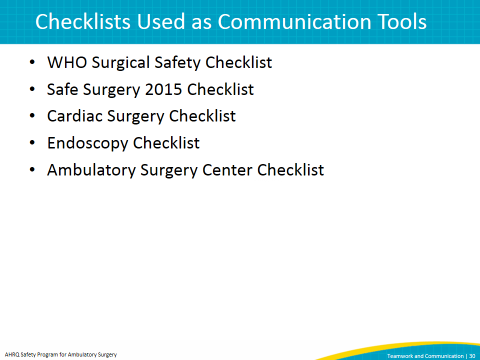 Checklists Used as Communication Tools
• WHO Surgical Safety Checklist
• Safe Surgery 2015 Checklist
• Cardiac Surgery Checklist
• Endoscopy Checklist
• Ambulatory Surgery Center Checklist
AHRQ Safety Program for Ambulatory Surgery
Teamwork and Communication | 30